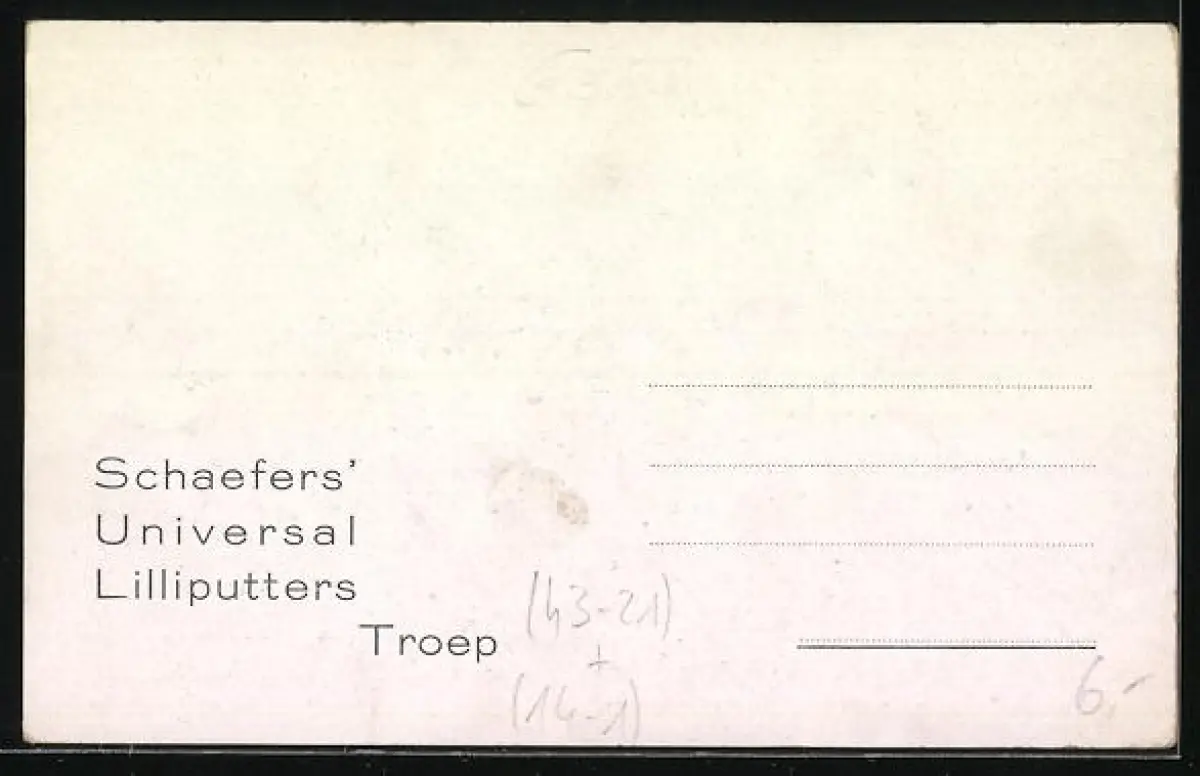 Schaefers'
Universal
Lilliputters
Troep
(43-21)
+
(14-1)
6,-